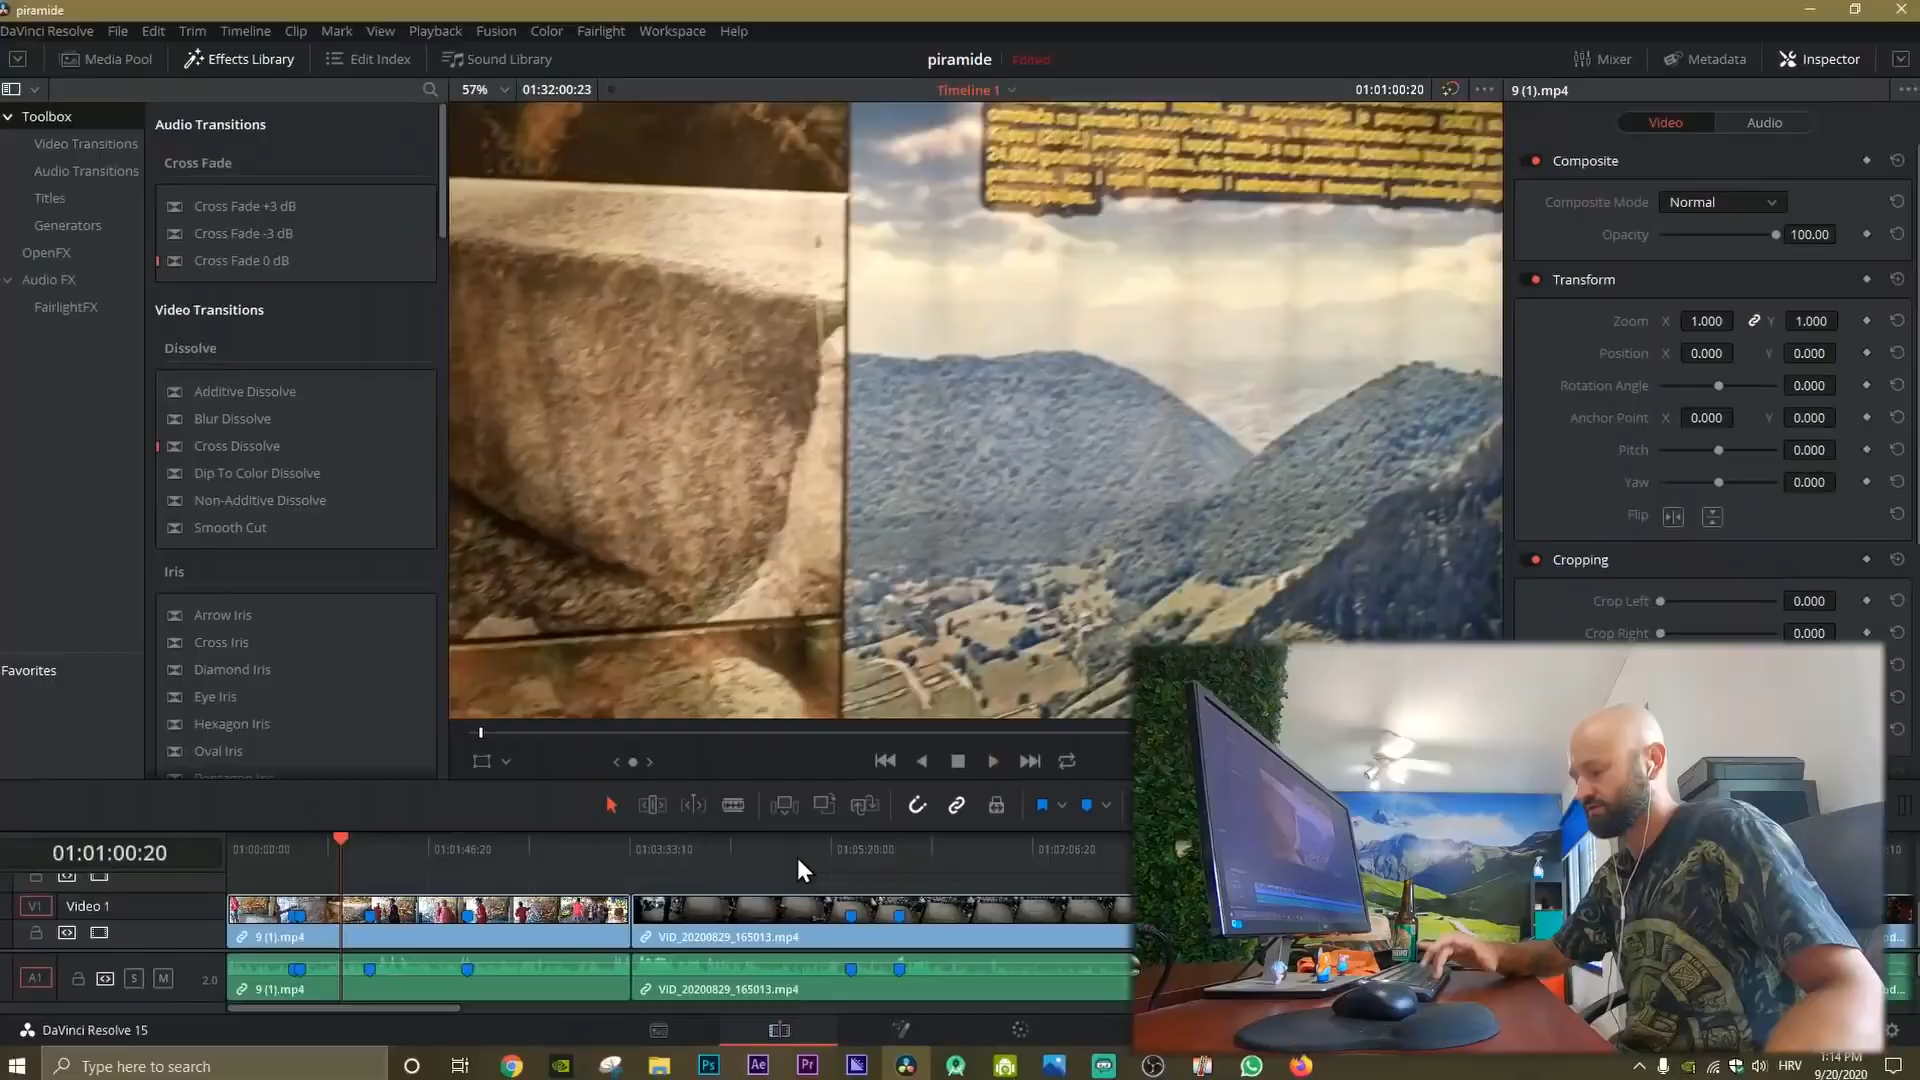 piramide
DaVinci Resolve File Edit Trim Timeline Clip Mark View Playback Fusion Color Fairlight Workspace Help
Media Pool Effects Library Edit Index Sound Library piramide Edited Mixer Metadata Inspector
57% 01:32:00:23 Timeline 1 01:01:00:20 9 (1).mp4
Toolbox
Video Transitions
Audio Transitions
Titles
Generators
OpenFX
Audio FX
FairlightFX
Favorites
Audio Transitions
Cross Fade
Cross Fade +3 dB
Cross Fade -3 dB
Cross Fade 0 dB
Video Transitions
Dissolve
Additive Dissolve
Blur Dissolve
Cross Dissolve
Dip To Color Dissolve
Non-Additive Dissolve
Smooth Cut
Iris
Arrow Iris
Cross Iris
Diamond Iris
Eye Iris
Hexagon Iris
Oval Iris
Pentagon Iris
Video Audio
Composite
Composite Mode Normal
Opacity 100.00
Transform
Zoom X 1.000 Y 1.000
Position X 0.000 Y 0.000
Rotation Angle 0.000
Anchor Point X 0.000 Y 0.000
Pitch 0.000
Yaw 0.000
Flip
Cropping
Crop Left 0.000
Crop Right 0.000
01:01:00:20 01:00:00:00 01:01:46:20 01:03:33:10 01:05:20:00 01:07:06:20
V1 Video 1
9 (1).mp4 VID_20200829_165013.mp4
A1 S M 2.0
9 (1).mp4 VID_20200829_165013.mp4
DaVinci Resolve 15
Type here to search Ps Ae Pr HRV 1:14 PM
9/20/2020